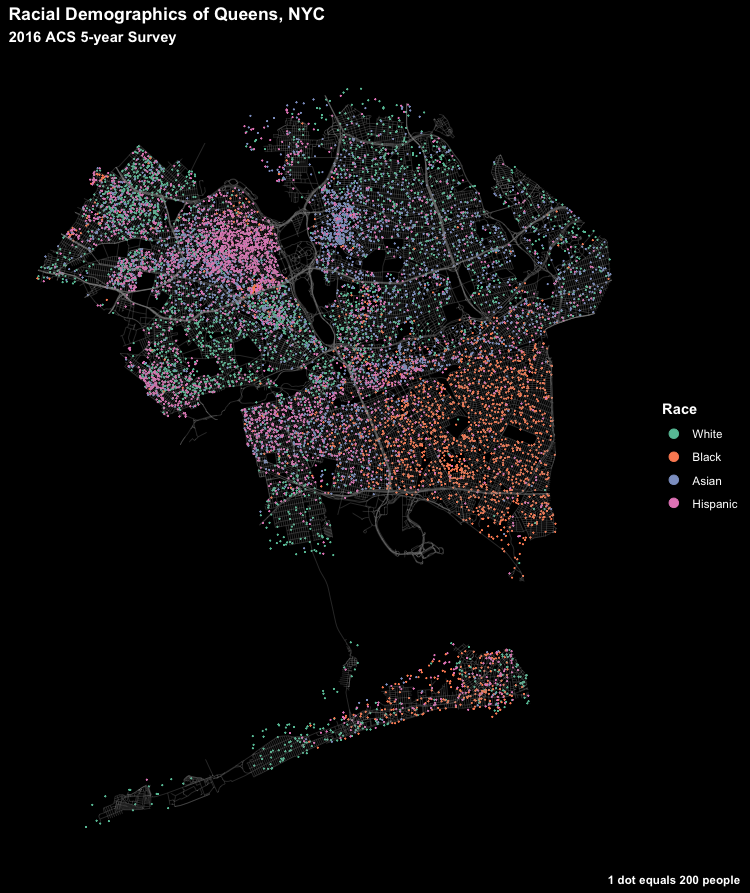 Racial Demographics of Queens, NYC
2016 ACS 5-year Survey
Race
White
Black
Asian
Hispanic
1 dot equals 200 people